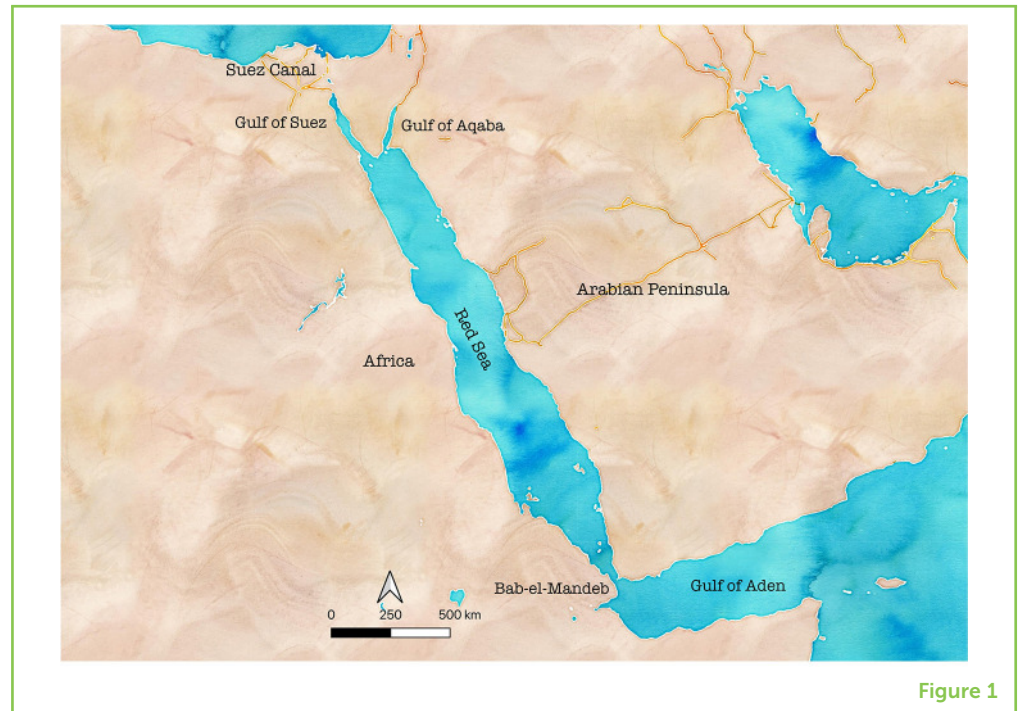 Suez Canal
Gulf of Suez
Gulf of Aqaba
Arabian Peninsula
Red Sea
Africa
Bab-el-Mandeb
Gulf of Aden
0 250 500 km
Figure 1